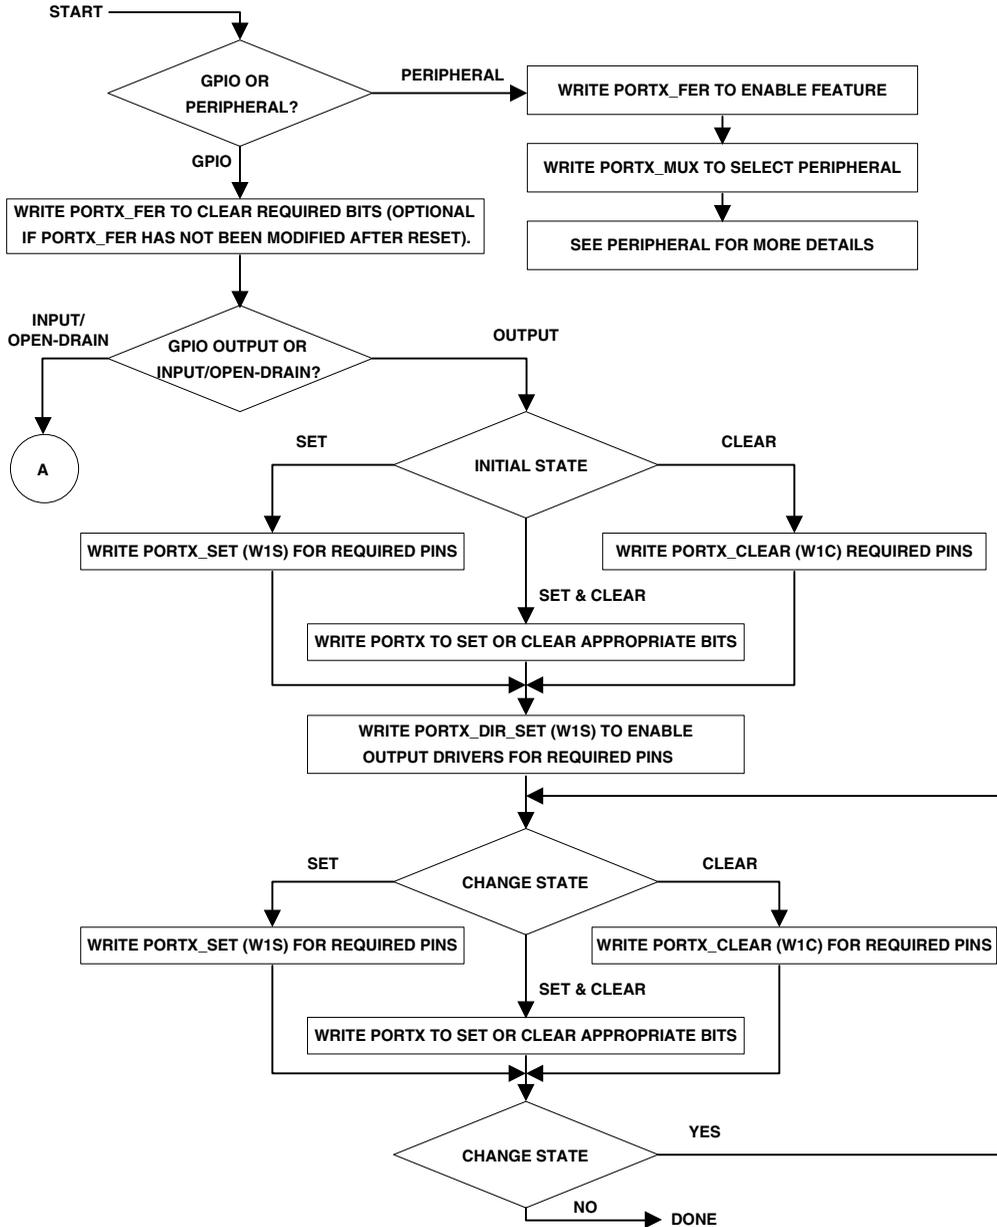 START
GPIO OR
PERIPHERAL?
PERIPHERAL
WRITE PORTX_FER TO ENABLE FEATURE
WRITE PORTX_MUX TO SELECT PERIPHERAL
SEE PERIPHERAL FOR MORE DETAILS
GPIO
WRITE PORTX_FER TO CLEAR REQUIRED BITS (OPTIONAL
IF PORTX_FER HAS NOT BEEN MODIFIED AFTER RESET).
INPUT/
OPEN-DRAIN
GPIO OUTPUT OR
INPUT/OPEN-DRAIN?
OUTPUT
A
SET
INITIAL STATE
CLEAR
WRITE PORTX_SET (W1S) FOR REQUIRED PINS
WRITE PORTX_CLEAR (W1C) REQUIRED PINS
SET & CLEAR
WRITE PORTX TO SET OR CLEAR APPROPRIATE BITS
WRITE PORTX_DIR_SET (W1S) TO ENABLE
OUTPUT DRIVERS FOR REQUIRED PINS
SET
CHANGE STATE
CLEAR
WRITE PORTX_SET (W1S) FOR REQUIRED PINS
WRITE PORTX_CLEAR (W1C) FOR REQUIRED PINS
SET & CLEAR
WRITE PORTX TO SET OR CLEAR APPROPRIATE BITS
CHANGE STATE
YES
NO
DONE